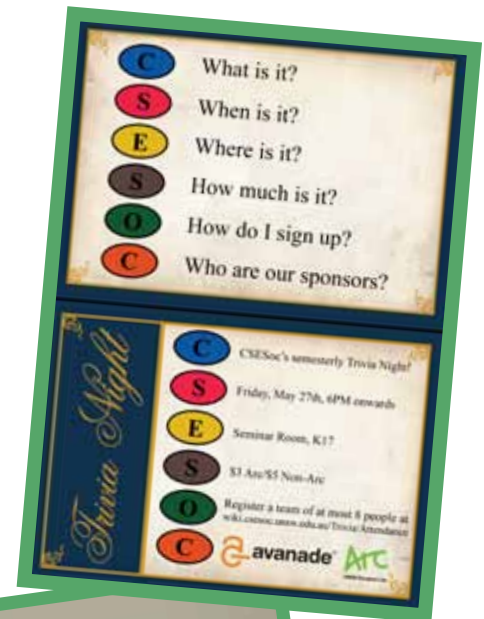 C What is it?
S When is it?
E Where is it?
S How much is it?
O How do I sign up?
C Who are our sponsors?
Trivia Night
C CSESoc's semesterly Trivia Night!
S Friday, May 27th, 6PM onwards
E Seminar Room, K17
S $3 Arc/$5 Non-Arc
O Register a team of at most 8 people at
wiki.csesoc.unsw.edu.au/Trivia/Attendance
C avanade Arc